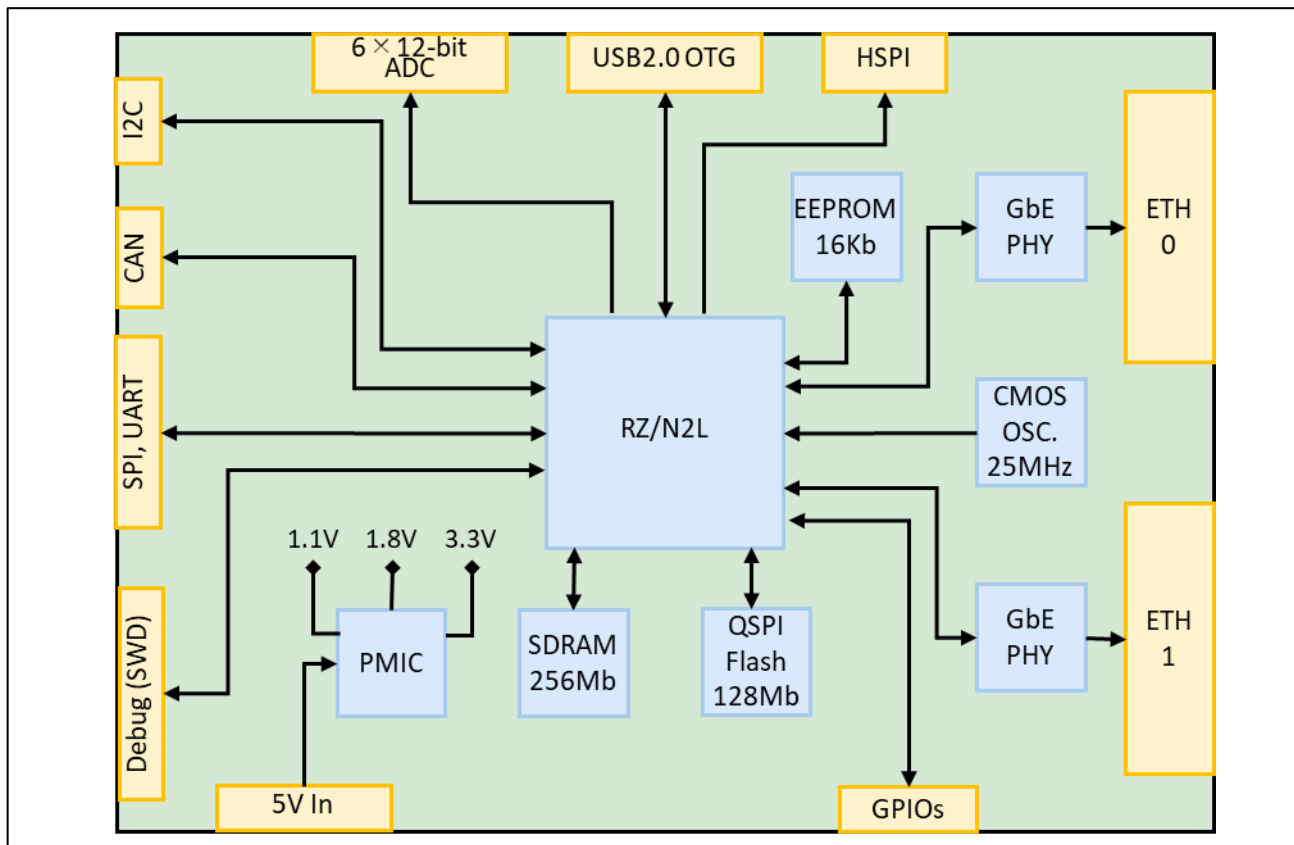 6×12-bit
ADC
USB2.0 OTG
HSPI
I2C
CAN
SPI, UART
Debug (SWD)
EEPROM
16Kb
GbE
PHY
ETH
0
RZ/N2L
CMOS
OSC.
25MHz
1.1V
1.8V
3.3V
PMIC
SDRAM
256Mb
QSPI
Flash
128Mb
GbE
PHY
ETH
1
5V In
GPIOs